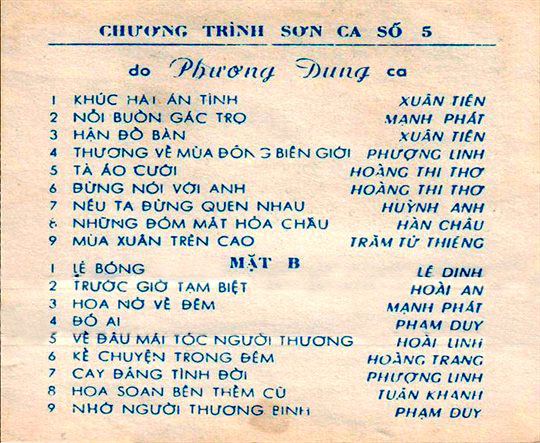 CHƯƠNG TRÌNH SƠN CA SỐ 5
do Phương Dung ca
1 KHÚC HÁT ÂN TÌNH XUÂN TIÊN
2 NỖI BUỒN GÁC TRỌ MẠNH PHÁT
3 HẬN ĐỒ BÀN XUÂN TIÊN
4 THƯƠNG VỀ MÙA ĐÔNG BIÊN GIỚI PHƯỢNG LINH
5 TÀ ÁO CƯỚI HOÀNG THI THƠ
6 ĐỪNG NÓI VỚI ANH HOÀNG THI THƠ
7 NẾU TA ĐỪNG QUEN NHAU HUỲNH ANH
8 NHỮNG ĐÓM MẮT HỎA CHÂU HÀN CHÂU
9 MÙA XUÂN TRÊN CAO TRẦM TỬ THIÊNG
MẶT B
1 LỆ BÓNG LÊ DINH
2 TRƯỚC GIỜ TẠM BIỆT HOÀI AN
3 HOA NỞ VỀ ĐÊM MẠNH PHÁT
4 ĐỐ AI PHẠM DUY
5 VỀ ĐÂU MÁI TÓC NGƯỜI THƯƠNG HOÀI LINH
6 KỂ CHUYỆN TRONG ĐÊM HOÀNG TRANG
7 CAY ĐẮNG TÌNH ĐỜI PHƯỢNG LINH
8 HOA SOAN BÊN THỀM CŨ TUẤN KHANH
9 NHỚ NGƯỜI THƯƠNG BINH PHẠM DUY